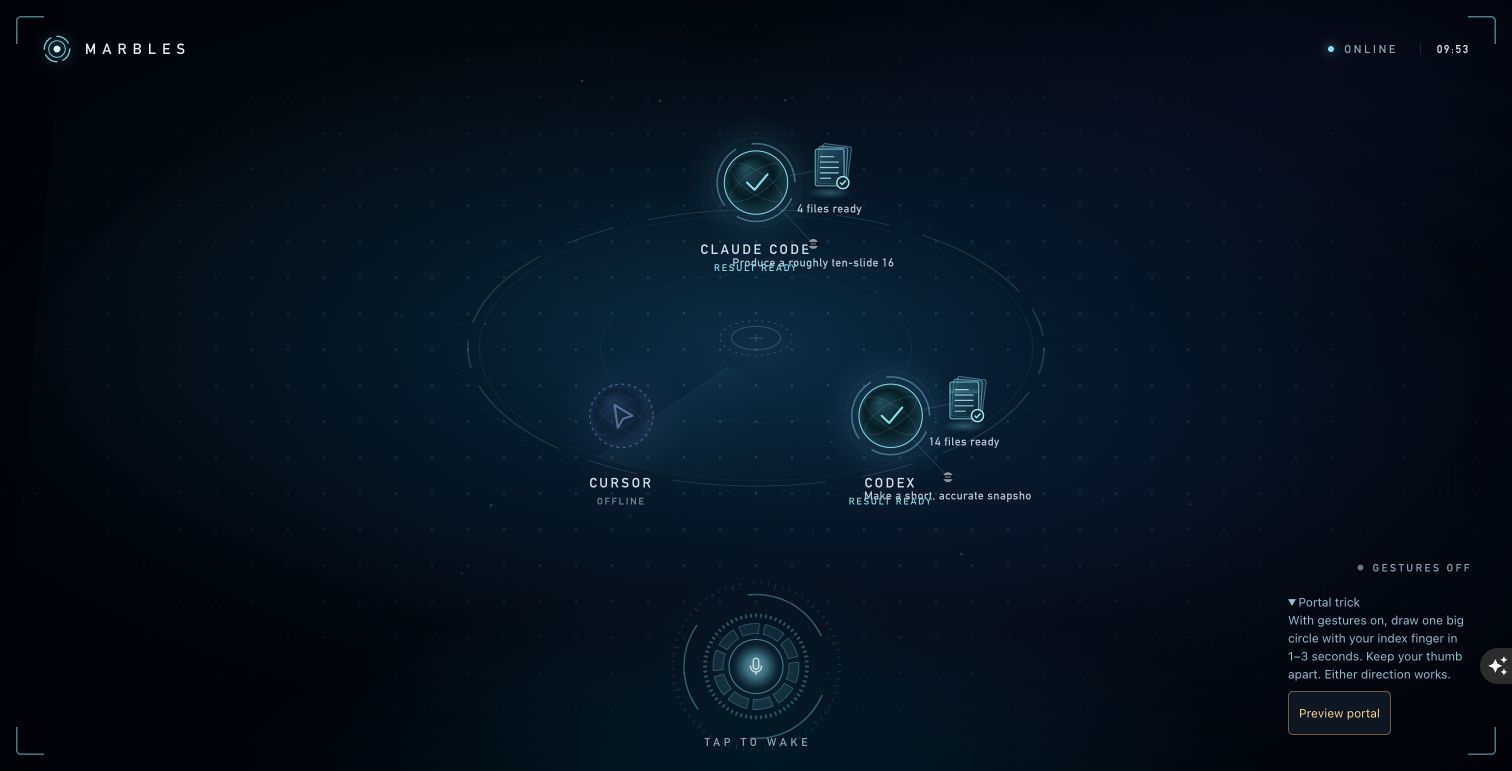 MARBLES
ONLINE
09:53
4 files ready
CLAUDE CODE
Produce a roughly ten-slide 16
RESULT READY
14 files ready
CURSOR
OFFLINE
CODEX
Make a short, accurate snapsho
RESULT READY
GESTURES OFF
▼Portal trick
With gestures on, draw one big
circle with your index finger in
1–3 seconds. Keep your thumb
apart. Either direction works.
Preview portal
TAP TO WAKE